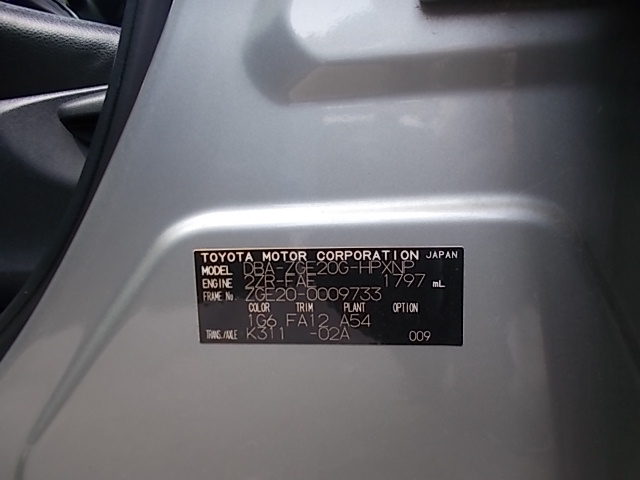 TOYOTA MOTOR CORPORATION JAPAN
MODEL DBA-ZGE20G-HPXNP
ENGINE 2ZR-FAE 1797 mL
FRAME No. ZGE20-0009733
COLOR TRIM PLANT OPTION
1G6 FA12 A54
TRANS./AXLE K311 -02A 009